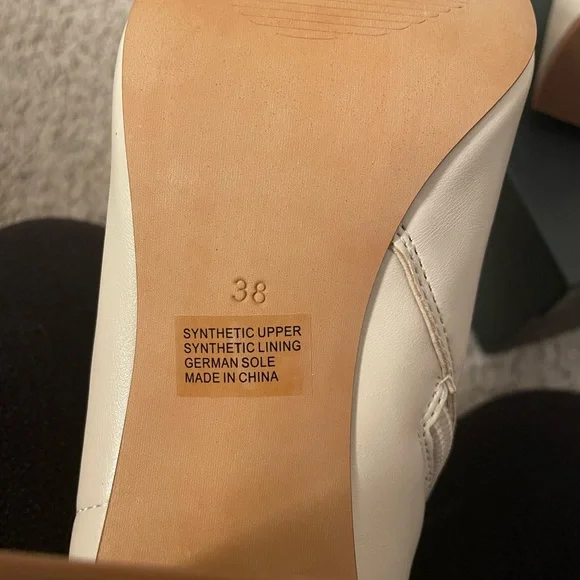 38
SYNTHETIC UPPER
SYNTHETIC LINING
GERMAN SOLE
MADE IN CHINA